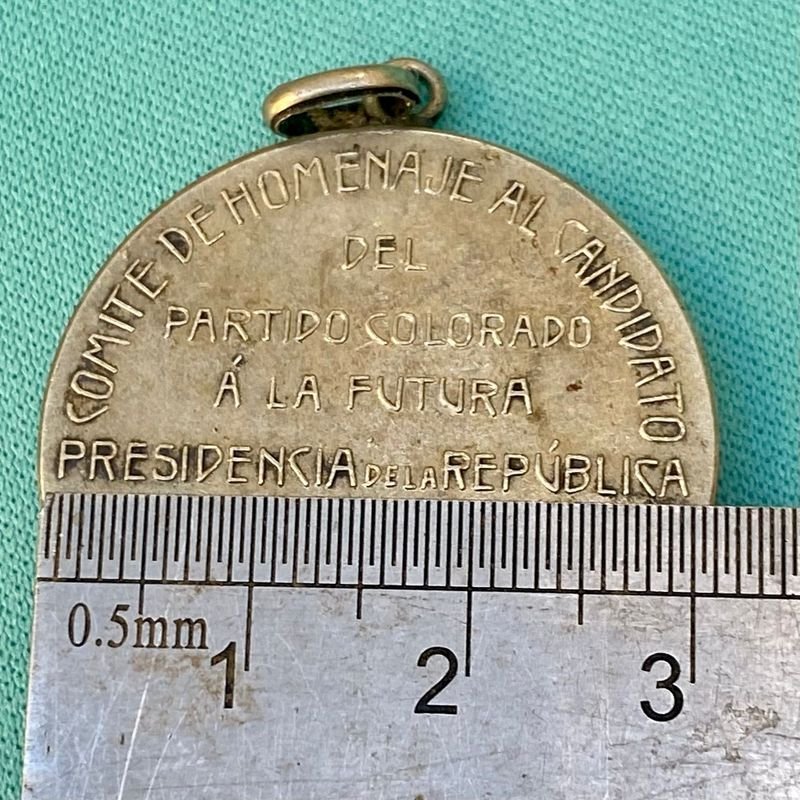 COMITÉ DE HOMENAJE AL CANDIDATO
DEL
PARTIDO COLORADO
Á LA FUTURA
PRESIDENCIA DE LA REPÚBLICA
0.5mm
1 2 3